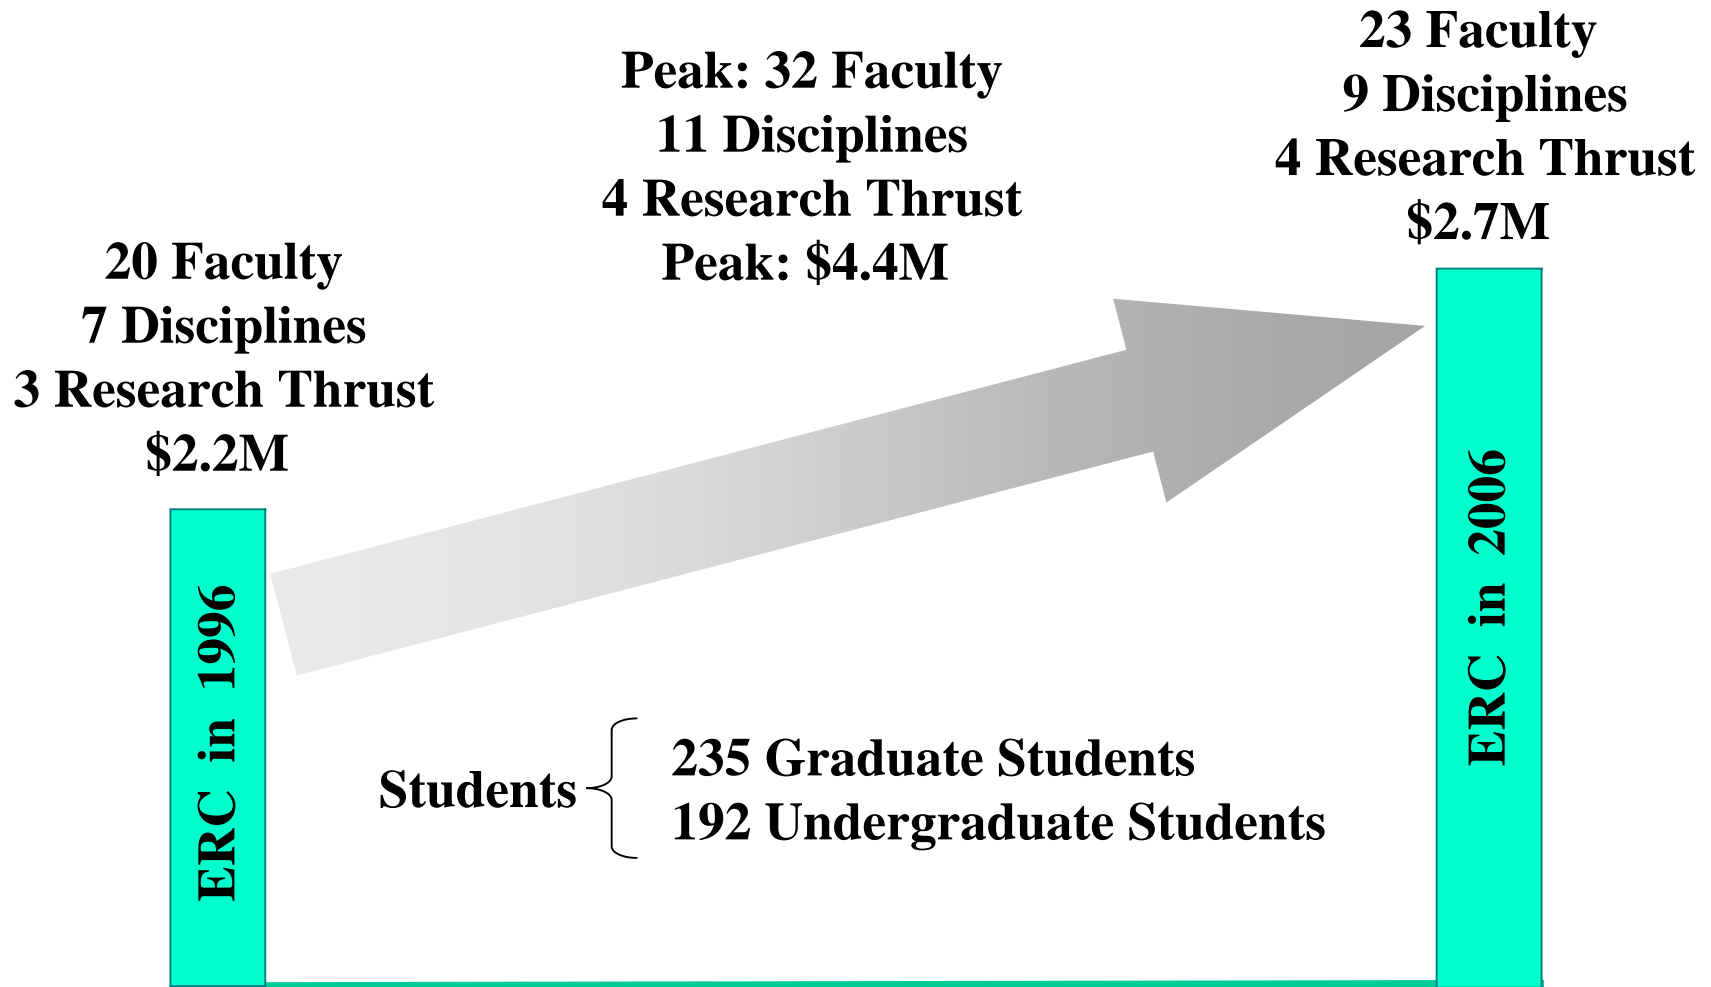 20 Faculty
7 Disciplines
3 Research Thrust
$2.2M
ERC in 1996
Peak: 32 Faculty
11 Disciplines
4 Research Thrust
Peak: $4.4M
23 Faculty
9 Disciplines
4 Research Thrust
$2.7M
ERC in 2006
Students
235 Graduate Students
192 Undergraduate Students